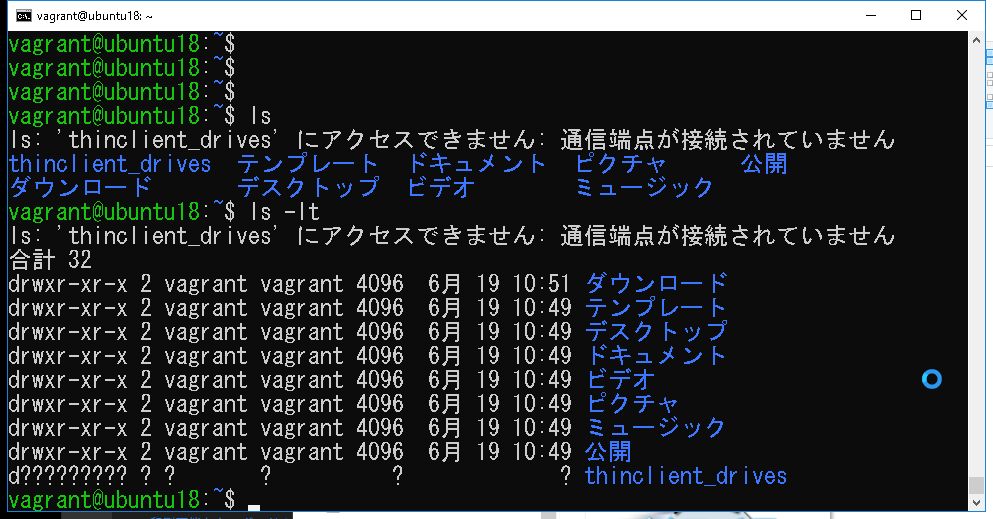 vagrant@ubuntu18: ~
vagrant@ubuntu18:~$
vagrant@ubuntu18:~$
vagrant@ubuntu18:~$
vagrant@ubuntu18:~$ ls
ls: 'thinclient_drives' にアクセスできません: 通信端点が接続されていません
thinclient_drives テンプレート ドキュメント ピクチャ 公開
ダウンロード デスクトップ ビデオ ミュージック
vagrant@ubuntu18:~$ ls -lt
ls: 'thinclient_drives' にアクセスできません: 通信端点が接続されていません
合計 32
drwxr-xr-x 2 vagrant vagrant 4096 6月 19 10:51 ダウンロード
drwxr-xr-x 2 vagrant vagrant 4096 6月 19 10:49 テンプレート
drwxr-xr-x 2 vagrant vagrant 4096 6月 19 10:49 デスクトップ
drwxr-xr-x 2 vagrant vagrant 4096 6月 19 10:49 ドキュメント
drwxr-xr-x 2 vagrant vagrant 4096 6月 19 10:49 ビデオ
drwxr-xr-x 2 vagrant vagrant 4096 6月 19 10:49 ピクチャ
drwxr-xr-x 2 vagrant vagrant 4096 6月 19 10:49 ミュージック
drwxr-xr-x 2 vagrant vagrant 4096 6月 19 10:49 公開
d????????? ? ? ? ? ? thinclient_drives
vagrant@ubuntu18:~$